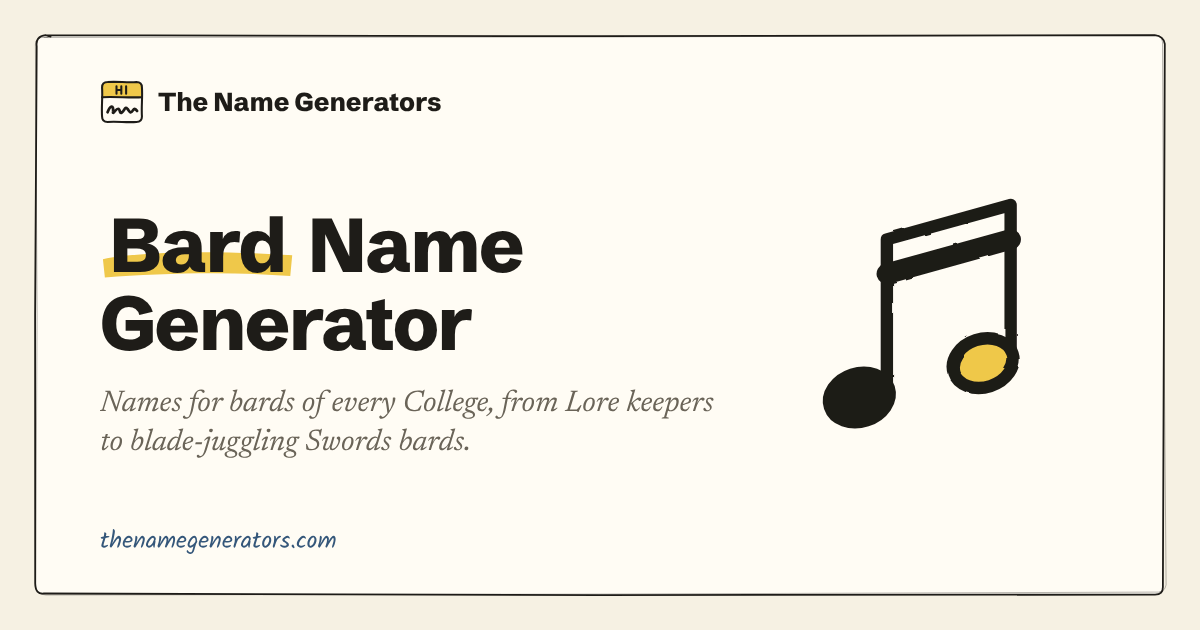 HI
The Name Generators
Bard Name
Generator
Names for bards of every College, from Lore keepers
to blade-juggling Swords bards.
thenamegenerators.com